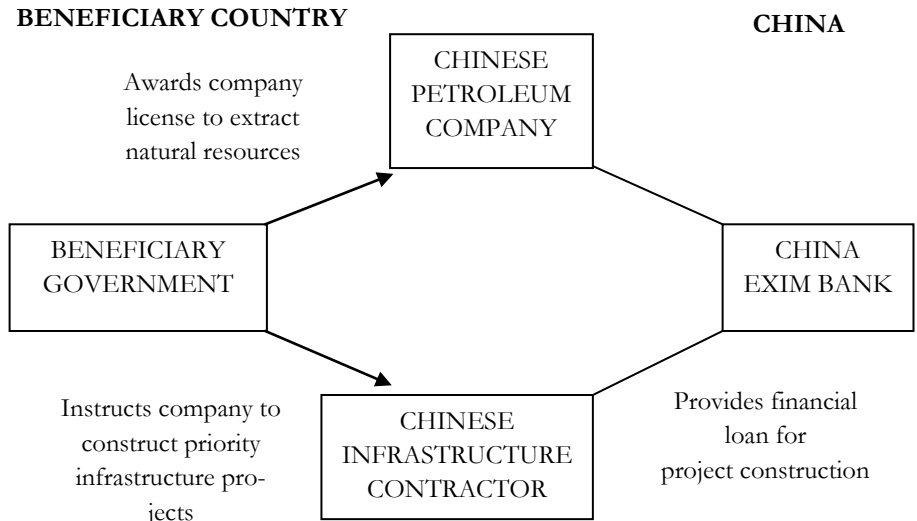 BENEFICIARY COUNTRY
CHINA
Awards company
license to extract
natural resources
CHINESE
PETROLEUM
COMPANY
BENEFICIARY
GOVERNMENT
CHINA
EXIM BANK
Instructs company to
construct priority
infrastructure pro-
jects
CHINESE
INFRASTRUCTURE
CONTRACTOR
Provides financial
loan for
project construction